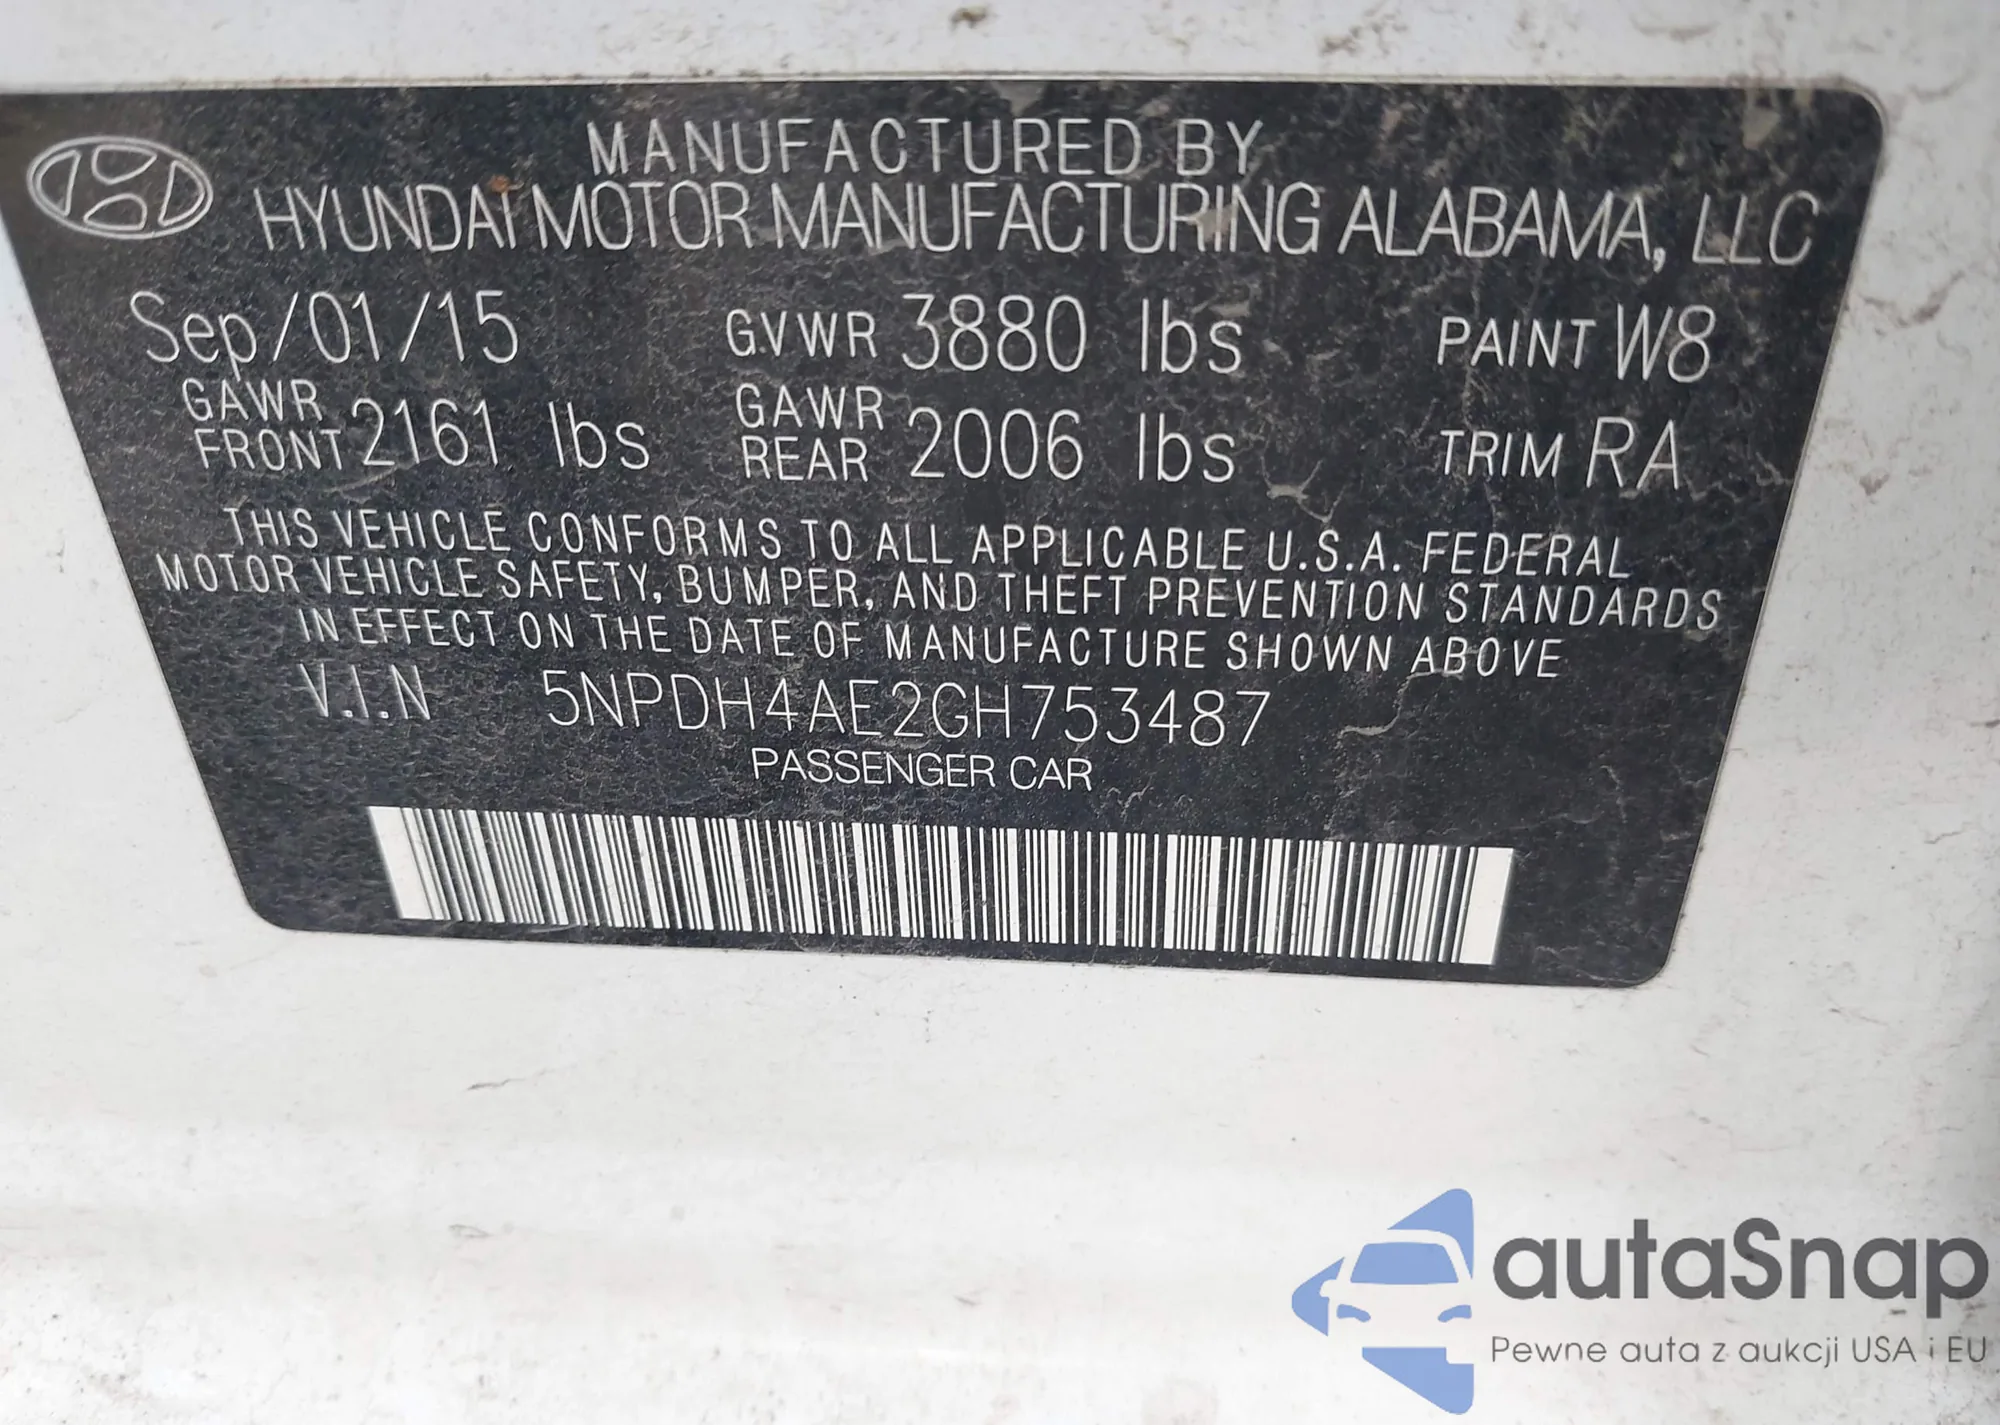 MANUFACTURED BY
HYUNDAI MOTOR MANUFACTURING ALABAMA, LLC
Sep/01/15 GVWR 3880 lbs PAINT W8
GAWR FRONT 2161 lbs GAWR REAR 2006 lbs TRIM RA
THIS VEHICLE CONFORMS TO ALL APPLICABLE U.S.A. FEDERAL
MOTOR VEHICLE SAFETY, BUMPER, AND THEFT PREVENTION STANDARDS
IN EFFECT ON THE DATE OF MANUFACTURE SHOWN ABOVE
V.I.N 5NPDH4AE2GH753487
PASSENGER CAR
autaSnap
Pewne auta z aukcji USA i EU